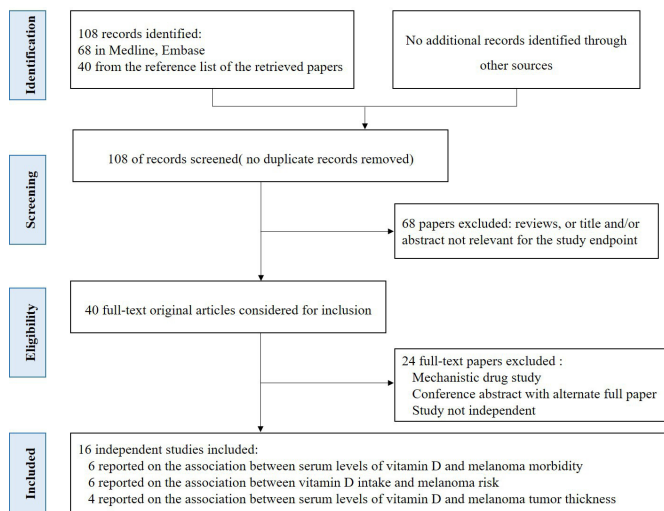 Identification
108 records identified:
68 in Medline, Embase
40 from the reference list of the retrieved papers
No additional records identified through
other sources
Screening
108 of records screened( no duplicate records removed)
68 papers excluded: reviews, or title and/or
abstract not relevant for the study endpoint
Eligibility
40 full-text original articles considered for inclusion
24 full-text papers excluded :
Mechanistic drug study
Conference abstract with alternate full paper
Study not independent
Included
16 independent studies included:
6 reported on the association between serum levels of vitamin D and melanoma morbidity
6 reported on the association between vitamin D intake and melanoma risk
4 reported on the association between serum levels of vitamin D and melanoma tumor thickness